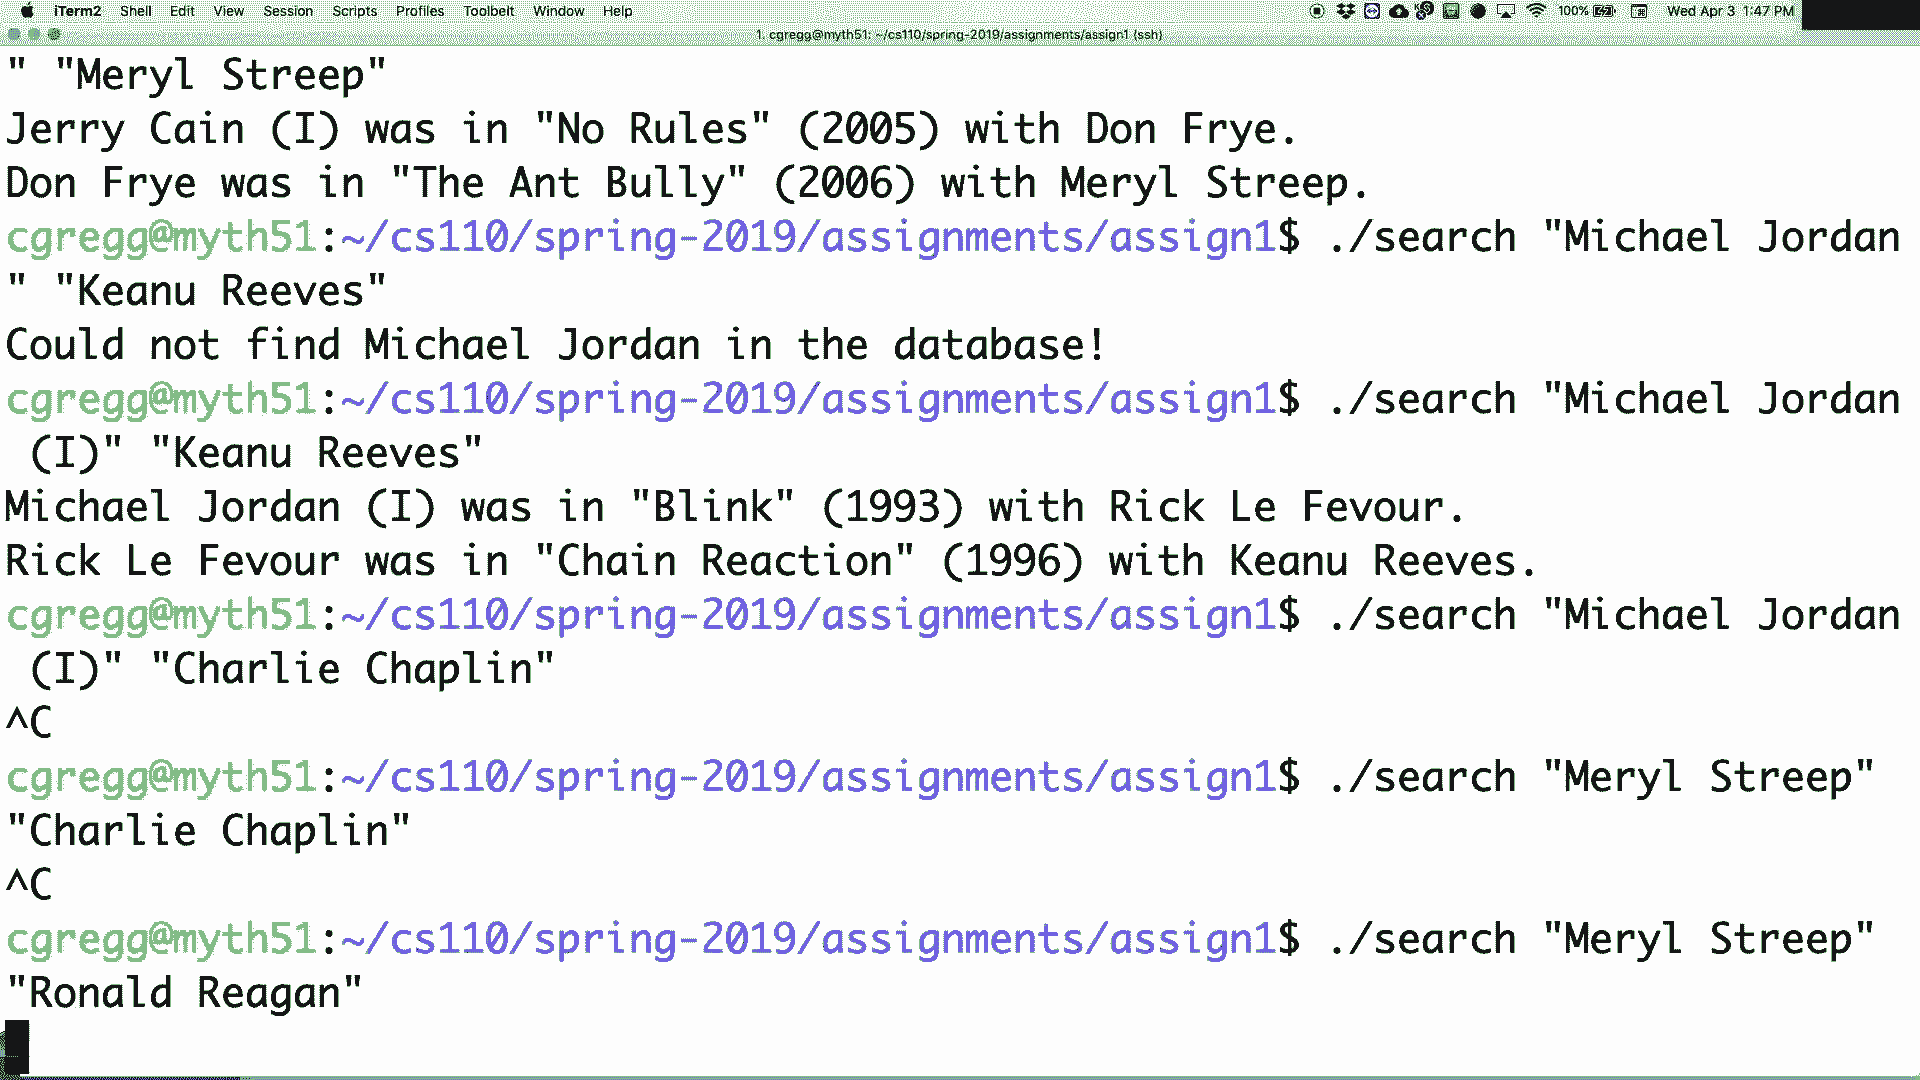 iTerm2 Shell Edit View Session Scripts Profiles Toolbelt Window Help 100% Wed Apr 3 1:47 PM
1. cgregg@myth51: ~/cs110/spring-2019/assignments/assign1 (ssh)
" "Meryl Streep"
Jerry Cain (I) was in "No Rules" (2005) with Don Frye.
Don Frye was in "The Ant Bully" (2006) with Meryl Streep.
cgregg@myth51:~/cs110/spring-2019/assignments/assign1$ ./search "Michael Jordan
" "Keanu Reeves"
Could not find Michael Jordan in the database!
cgregg@myth51:~/cs110/spring-2019/assignments/assign1$ ./search "Michael Jordan
(I)" "Keanu Reeves"
Michael Jordan (I) was in "Blink" (1993) with Rick Le Fevour.
Rick Le Fevour was in "Chain Reaction" (1996) with Keanu Reeves.
cgregg@myth51:~/cs110/spring-2019/assignments/assign1$ ./search "Michael Jordan
(I)" "Charlie Chaplin"
^C
cgregg@myth51:~/cs110/spring-2019/assignments/assign1$ ./search "Meryl Streep"
"Charlie Chaplin"
^C
cgregg@myth51:~/cs110/spring-2019/assignments/assign1$ ./search "Meryl Streep"
"Ronald Reagan"